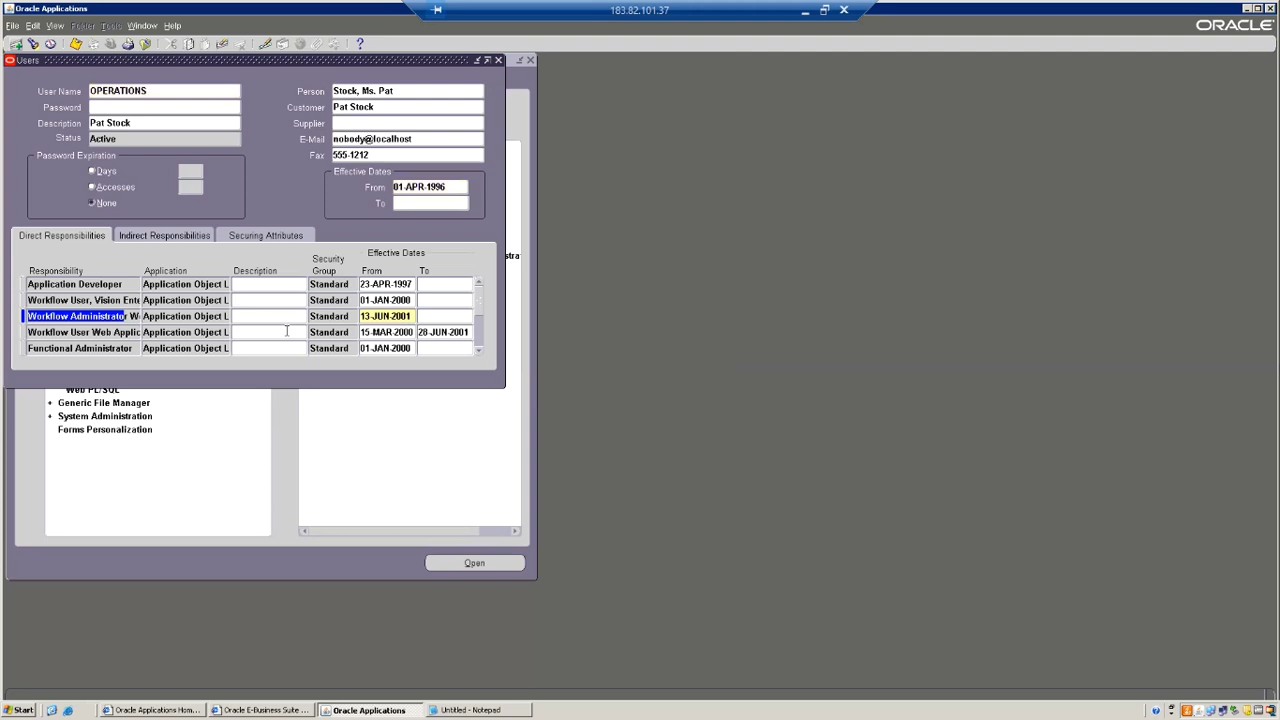 Oracle Applications
183.82.101.37
File Edit View Folder Tools Window Help
ORACLE
Users
User Name OPERATIONS
Person Stock, Ms. Pat
Password
Customer Pat Stock
Description Pat Stock
Supplier
Status Active
E-Mail nobody@localhost
Fax 555-1212
Password Expiration
Days
Accesses
None
Effective Dates
From 01-APR-1996
To
Direct Responsibilities Indirect Responsibilities Securing Attributes
Effective Dates
Responsibility Application Description Security Group From To
Application Developer Application Object L Standard 23-APR-1997
Workflow User, Vision Ente Application Object L Standard 01-JAN-2000
Workflow Administrator W Application Object L Standard 13-JUN-2001
Workflow User Web Applic Application Object L Standard 15-MAR-2000 28-JUN-2001
Functional Administrator Application Object L Standard 01-JAN-2000
strat
Web PL/SQL
+ Generic File Manager
+ System Administration
Forms Personalization
Open
Start
Oracle Applications Hom...
Oracle E-Business Suite ...
Oracle Applications
Untitled - Notepad